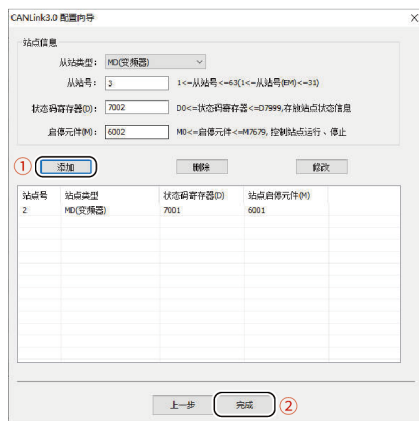 CANLink3.0 配置向导
站点信息
从站类型： MD(变频器)
从站号： 3 1<=从站号<=63(1<=从站号(EM)<=31)
状态码寄存器(D)： 7002 D0<=状态码寄存器<=D7999,存放站点状态信息
启停元件(M)： 6002 M0<=启停元件<=M7679, 控制站点运行、停止
① 添加 删除 修改
站点号 站点类型 状态码寄存器(D) 站点启停元件(M)
2 MD(变频器) 7001 6001
上一步 完成 ②